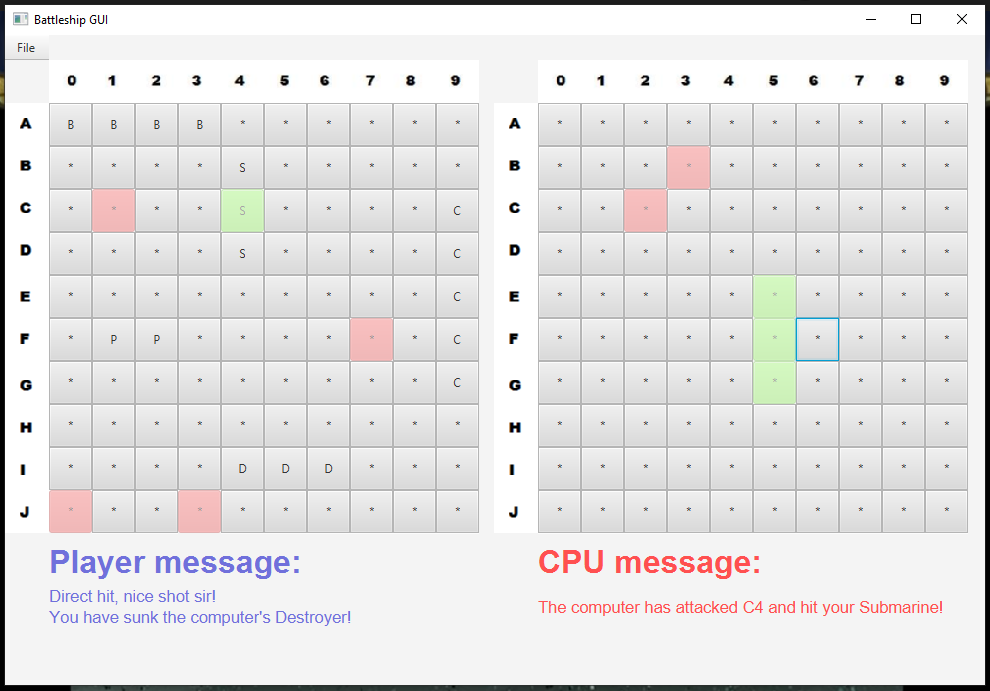 Battleship GUI
File
0 1 2 3 4 5 6 7 8 9 0 1 2 3 4 5 6 7 8 9
A B B B B * * * * * * A * * * * * * * * * *
B * * * * S * * * * * B * * * * * * * * * *
C * * * * S * * * * C C * * * * * * * * * *
D * * * * S * * * * C D * * * * * * * * * *
E * * * * * * * * * C E * * * * * * * * * *
F * P P * * * * * * C F * * * * * * * * * *
G * * * * * * * * * C G * * * * * * * * * *
H * * * * * * * * * * H * * * * * * * * * *
I * * * * D D D * * * I * * * * * * * * * *
J * * * * * * * * * * J * * * * * * * * * *
Player message:
Direct hit, nice shot sir!
You have sunk the computer's Destroyer!
CPU message:
The computer has attacked C4 and hit your Submarine!